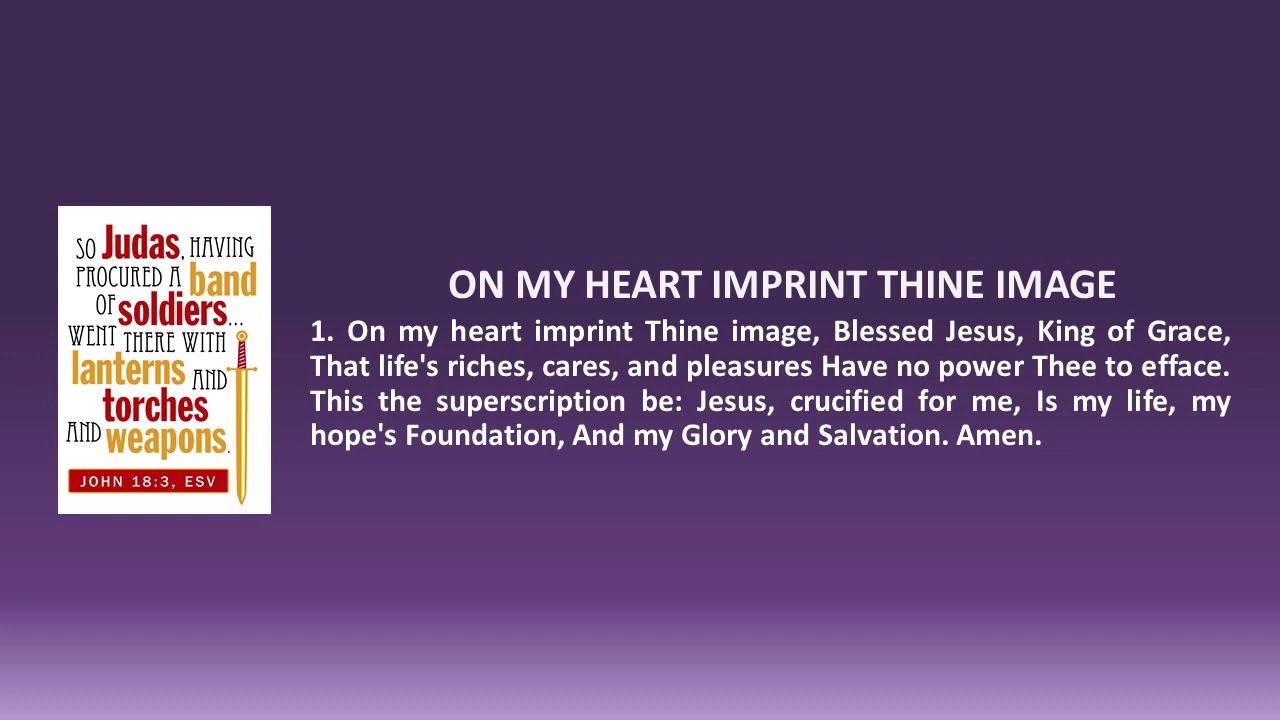 SO Judas, HAVING
PROCURED A band
OF soldiers...
WENT THERE WITH
lanterns AND
torches
AND weapons.
JOHN 18:3, ESV
ON MY HEART IMPRINT THINE IMAGE
1. On my heart imprint Thine image, Blessed Jesus, King of Grace,
That life's riches, cares, and pleasures Have no power Thee to efface.
This the superscription be: Jesus, crucified for me, Is my life, my
hope's Foundation, And my Glory and Salvation. Amen.